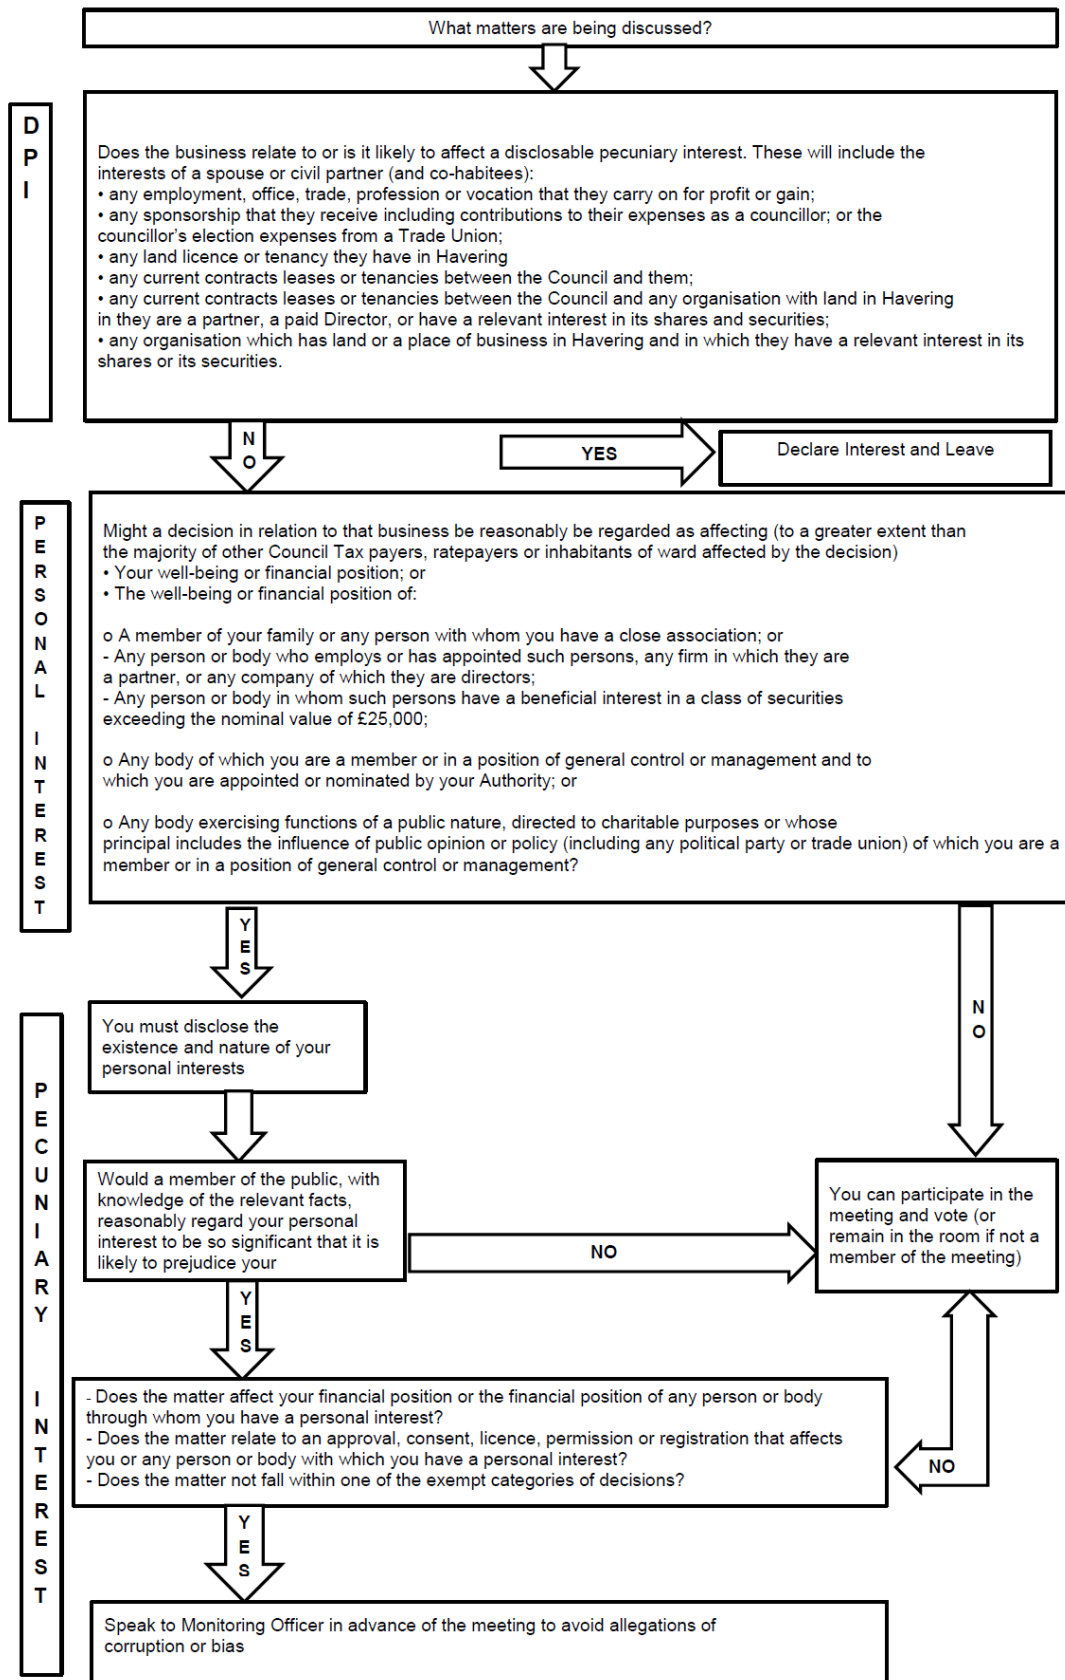 What matters are being discussed?
D
P
I
Does the business relate to or is it likely to affect a disclosable pecuniary interest. These will include the
interests of a spouse or civil partner (and co-habitees):
• any employment, office, trade, profession or vocation that they carry on for profit or gain;
• any sponsorship that they receive including contributions to their expenses as a councillor; or the
councillor's election expenses from a Trade Union;
• any land licence or tenancy they have in Havering
• any current contracts leases or tenancies between the Council and them;
• any current contracts leases or tenancies between the Council and any organisation with land in Havering
in they are a partner, a paid Director, or have a relevant interest in its shares and securities;
• any organisation which has land or a place of business in Havering and in which they have a relevant interest in its
shares or its securities.
N
O
YES
Declare Interest and Leave
P
E
R
S
O
N
A
L
I
N
T
E
R
E
S
T
Might a decision in relation to that business be reasonably be regarded as affecting (to a greater extent than
the majority of other Council Tax payers, ratepayers or inhabitants of ward affected by the decision)
• Your well-being or financial position; or
• The well-being or financial position of:
o A member of your family or any person with whom you have a close association; or
- Any person or body who employs or has appointed such persons, any firm in which they are
a partner, or any company of which they are directors;
- Any person or body in whom such persons have a beneficial interest in a class of securities
exceeding the nominal value of £25,000;
o Any body of which you are a member or in a position of general control or management and to
which you are appointed or nominated by your Authority; or
o Any body exercising functions of a public nature, directed to charitable purposes or whose
principal includes the influence of public opinion or policy (including any political party or trade union) of which you are a
member or in a position of general control or management?
Y
E
S
N
O
You must disclose the
existence and nature of your
personal interests
P
E
C
U
N
I
A
R
Y
I
N
T
E
R
E
S
T
Would a member of the public, with
knowledge of the relevant facts,
reasonably regard your personal
interest to be so significant that it is
likely to prejudice your
NO
You can participate in the
meeting and vote (or
remain in the room if not a
member of the meeting)
Y
E
S
- Does the matter affect your financial position or the financial position of any person or body
through whom you have a personal interest?
- Does the matter relate to an approval, consent, licence, permission or registration that affects
you or any person or body with which you have a personal interest?
- Does the matter not fall within one of the exempt categories of decisions?
NO
Y
E
S
Speak to Monitoring Officer in advance of the meeting to avoid allegations of
corruption or bias